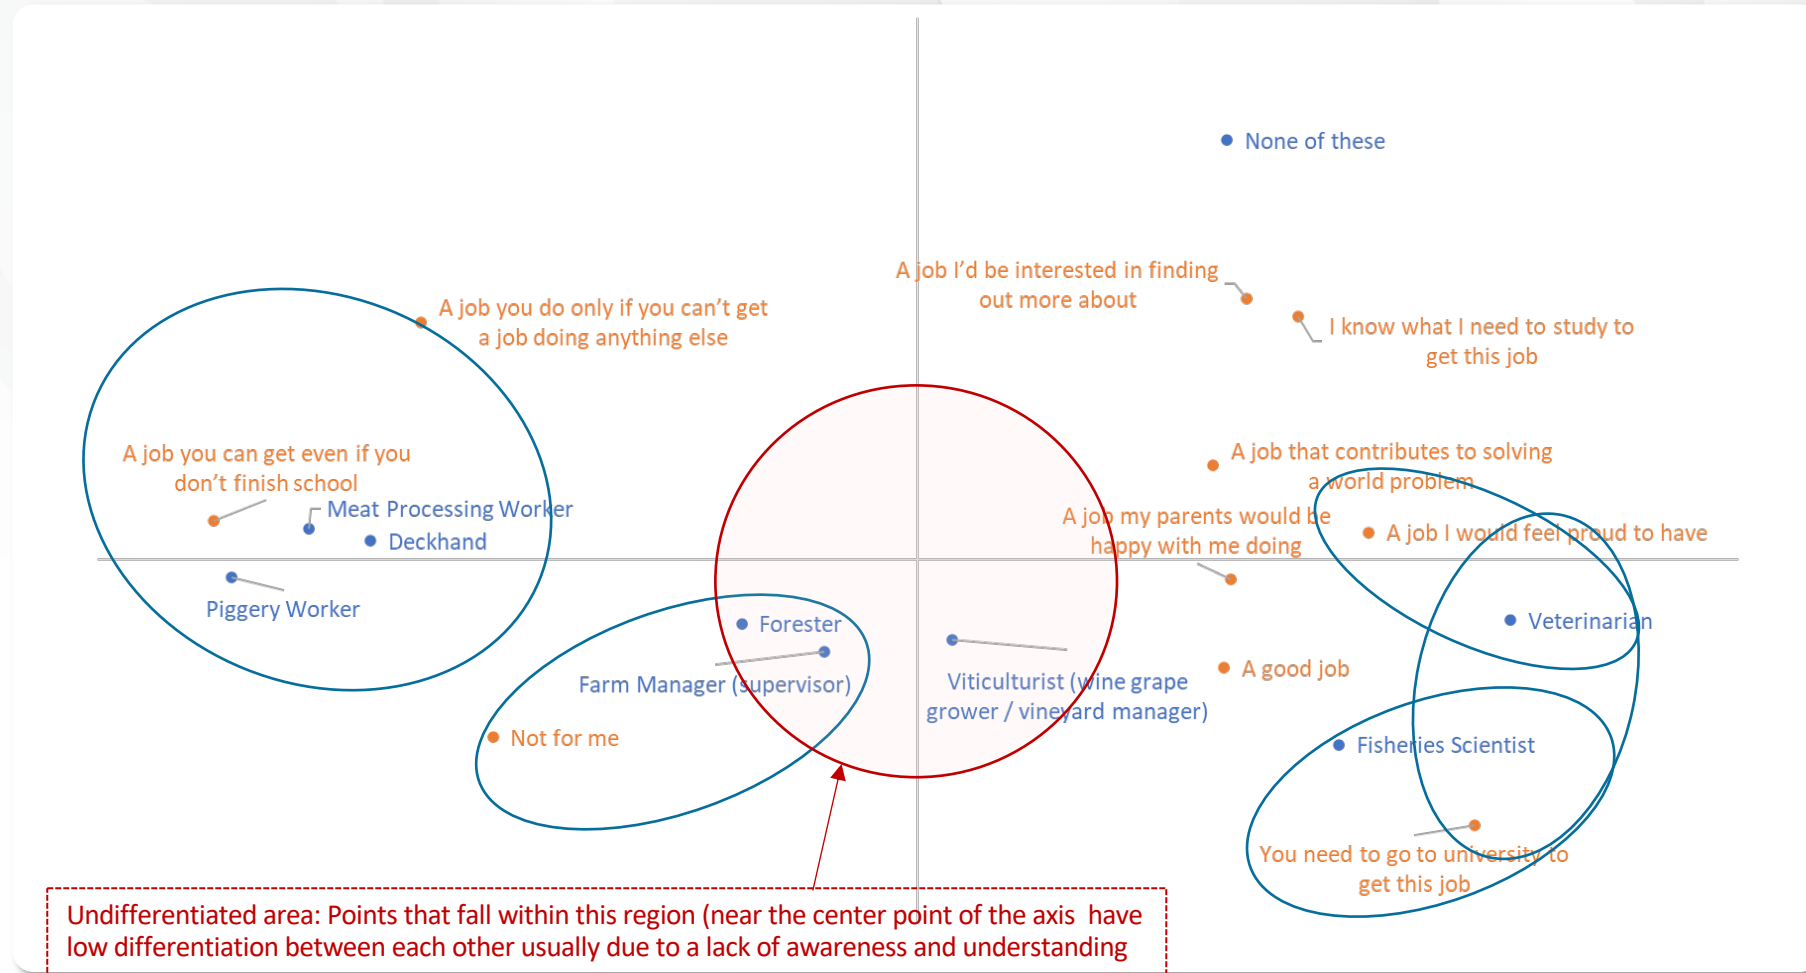 None of these
A job I’d be interested in finding
out more about
A job you do only if you can’t get
a job doing anything else
I know what I need to study to
get this job
A job you can get even if you
don’t finish school
A job that contributes to solving
a world problem
Meat Processing Worker
A job my parents would be
happy with me doing
A job I would feel proud to have
Deckhand
Piggery Worker
Forester
Veterinarian
Farm Manager (supervisor)
Viticulturist (wine grape
grower / vineyard manager)
A good job
Not for me
Fisheries Scientist
You need to go to university to
get this job
Undifferentiated area: Points that fall within this region (near the center point of the axis  have
low differentiation between each other usually due to a lack of awareness and understanding